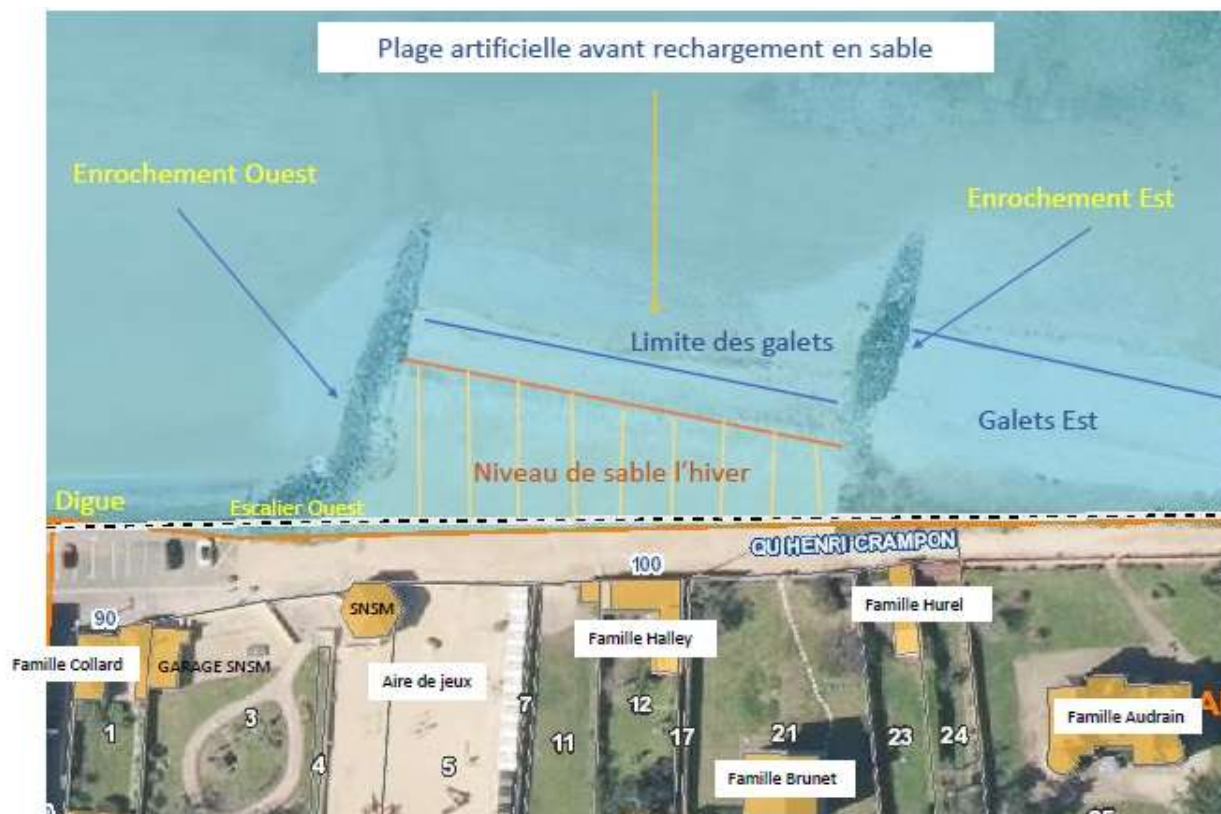 Plage artificielle avant rechargement en sable
Enrochement Ouest
Enrochement Est
Limite des galets
Galets Est
Niveau de sable l'hiver
Digue
Escalier Ouest
QU HENRI CRAMPON
100
90
SNSM
Famille Hurel
Famille Halley
Famille Collard
GARAGE SNSM
Aire de jeux
7
12
Famille Audrain
A
1
3
11
17
21
23
24
4
5
Famille Brunet